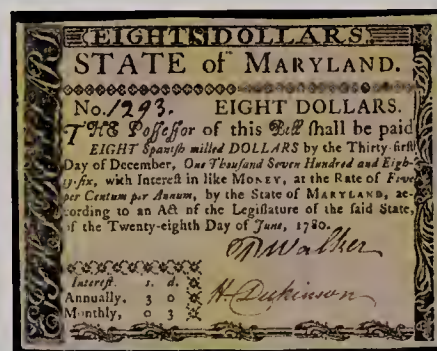 EIGHT DOLLARS.
STATE of MARYLAND.
No. 1293. EIGHT DOLLARS.
THE Poſſeſſor of this Bill ſhall be paid
EIGHT Spaniſh milled DOLLARS by the Thirty-firſt
Day of December, One Thouſand Seven Hundred and Eigh-
ty-ſix, with Intereſt in like MONEY, at the Rate of Five
per Centum per Annum, by the State of MARYLAND, ac-
cording to an Act of the Legiſlature of the ſaid State,
of the Twenty-eighth Day of June, 1780.
Walker
Intereſt. s. d.
Annually, 3 0
H. Dickinson
Monthly, 0 3